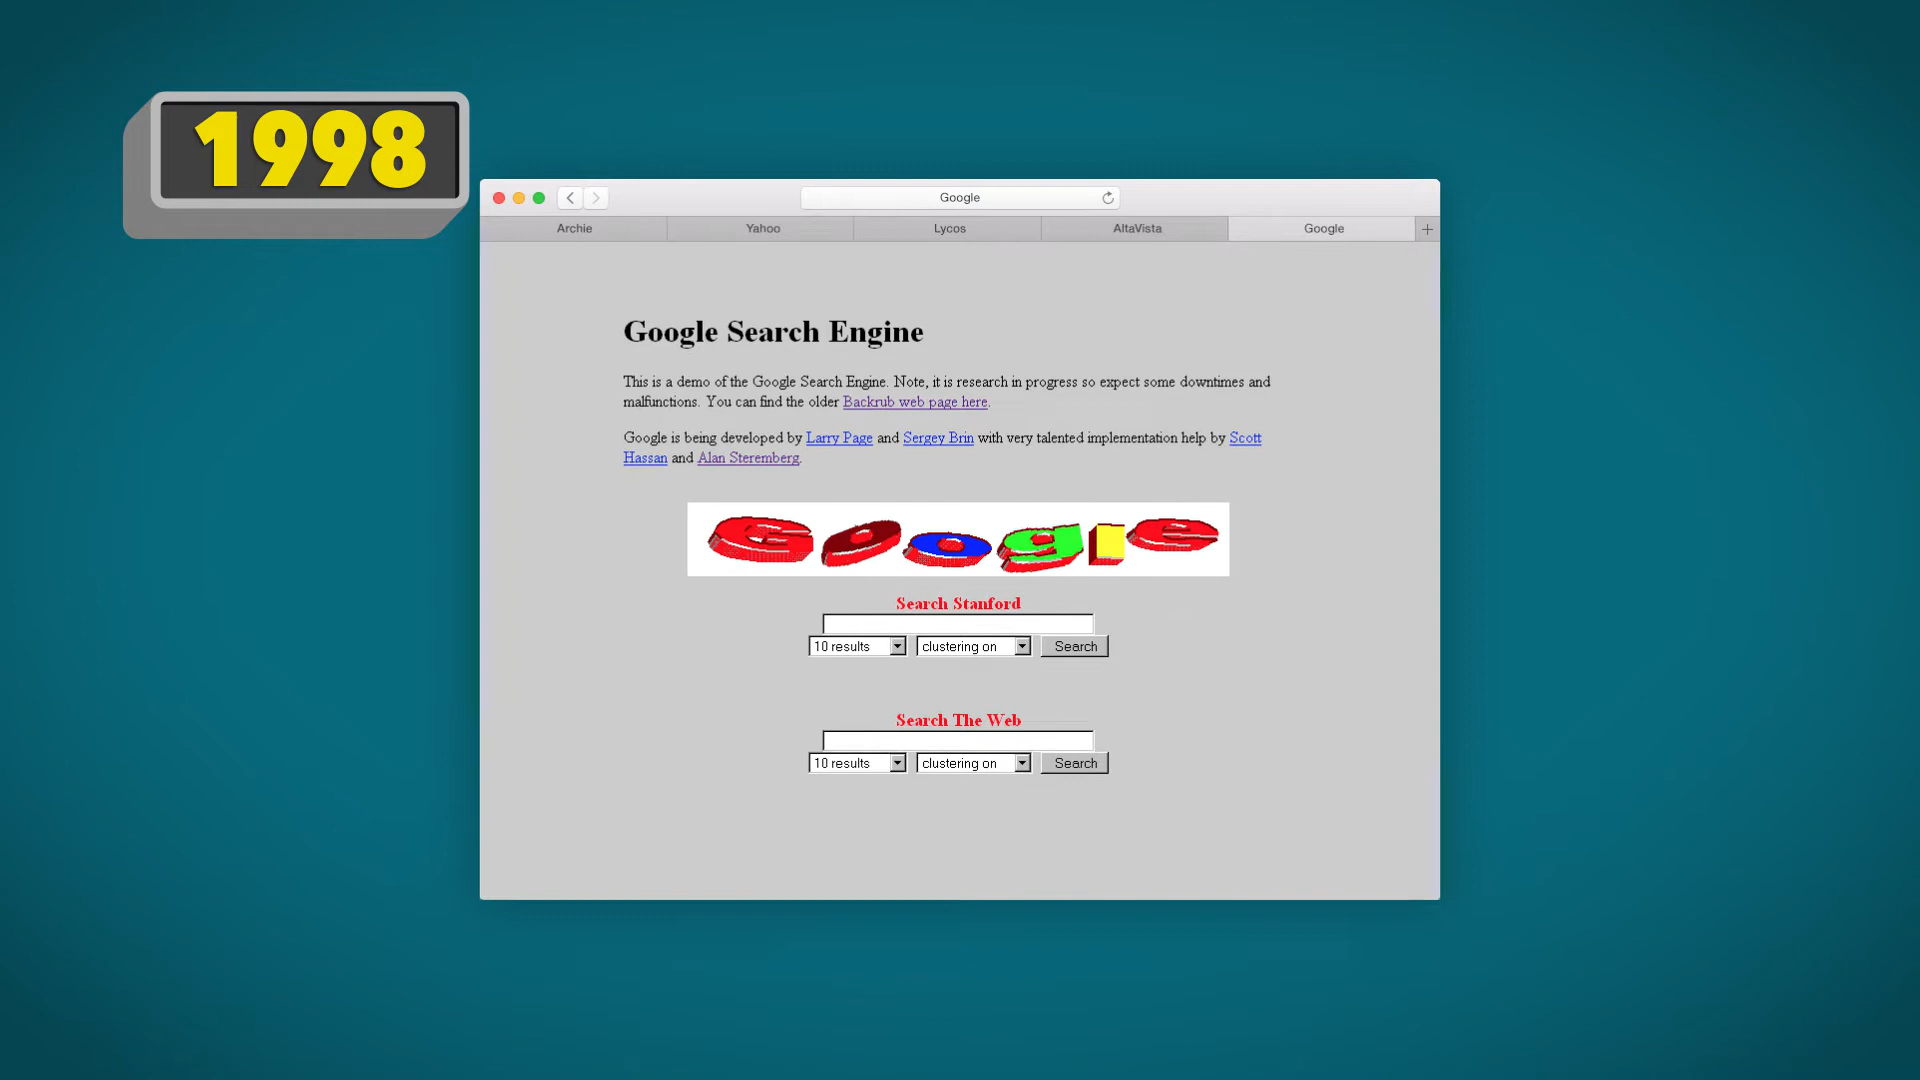 1998
Google
Archie Yahoo Lycos AltaVista Google
Google Search Engine
This is a demo of the Google Search Engine. Note, it is research in progress so expect some downtimes and
malfunctions. You can find the older Backrub web page here.
Google is being developed by Larry Page and Sergey Brin with very talented implementation help by Scott
Hassan and Alan Steremberg.
Google
Search Stanford
10 results clustering on Search
Search The Web
10 results clustering on Search